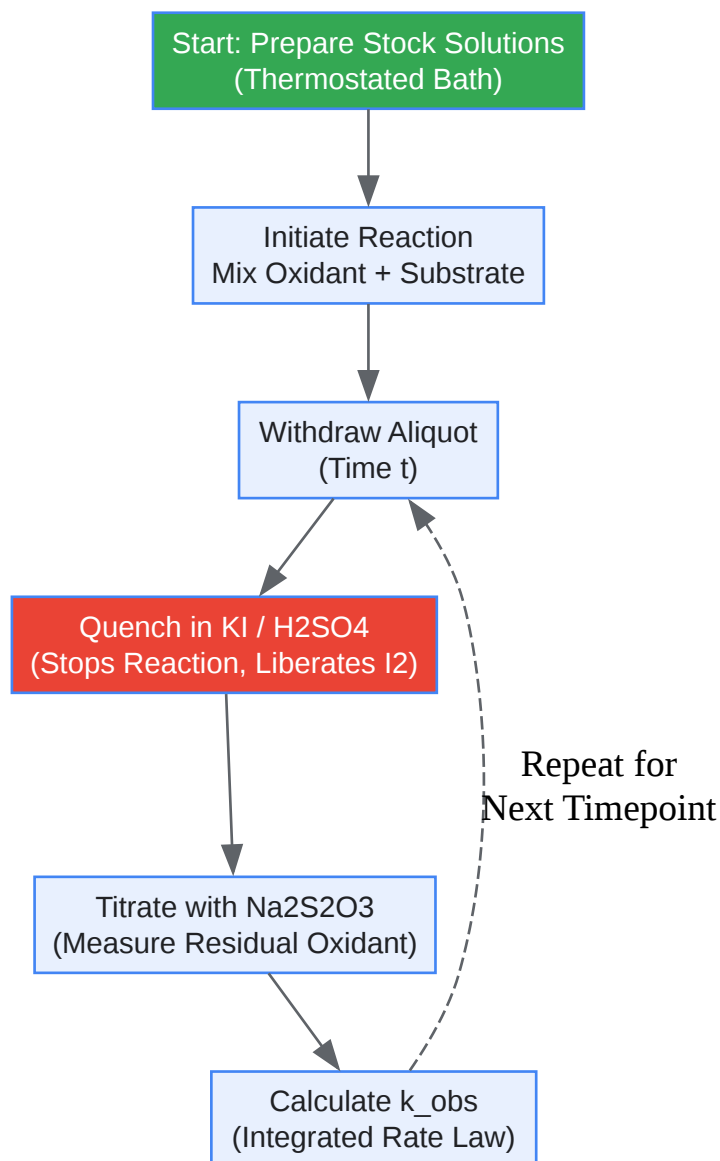 Start: Prepare Stock Solutions
(Thermostated Bath)
Initiate Reaction
Mix Oxidant + Substrate
Withdraw Aliquot
(Time t)
Quench in KI / H2SO4
(Stops Reaction, Liberates I2)
Repeat for
Next Timepoint
Titrate with Na2S2O3
(Measure Residual Oxidant)
Calculate k_obs
(Integrated Rate Law)